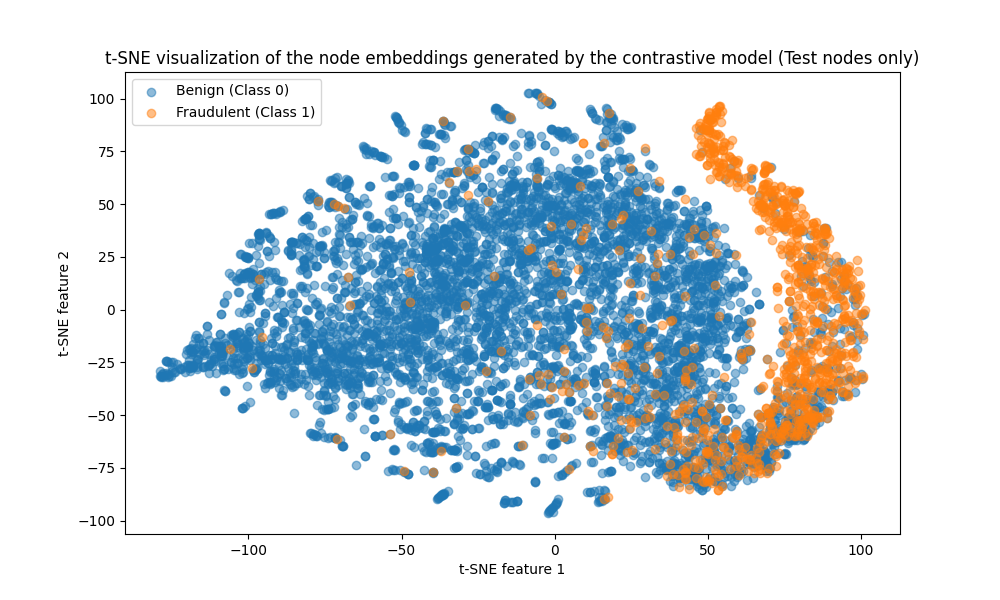 t-SNE visualization of the node embeddings generated by the contrastive model (Test nodes only)
Benign (Class 0)
Fraudulent (Class 1)
t-SNE feature 2
100
75
50
25
0
−25
−50
−75
−100
−100
−50
0
50
100
t-SNE feature 1